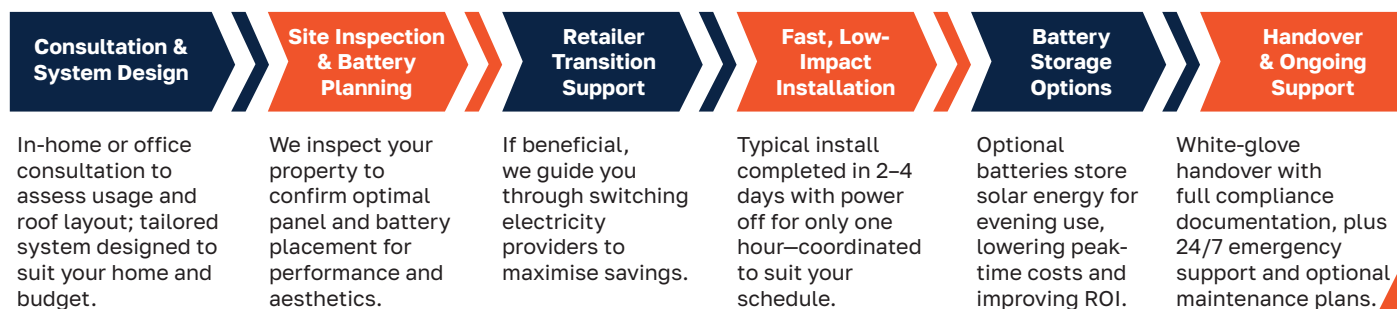 Consultation &
System Design
Site Inspection
& Battery
Planning
Retailer
Transition
Support
Fast, Low-
Impact
Installation
Battery
Storage
Options
Handover
& Ongoing
Support
In-home or office
consultation to
assess usage and
roof layout; tailored
system designed to
suit your home and
budget.
We inspect your
property to
confirm optimal
panel and battery
placement for
performance and
aesthetics.
If beneficial,
we guide you
through switching
electricity
providers to
maximise savings.
Typical install
completed in 2–4
days with power
off for only one
hour—coordinated
to suit your
schedule.
Optional
batteries store
solar energy for
evening use,
lowering peak-
time costs and
improving ROI.
White-glove
handover with
full compliance
documentation, plus
24/7 emergency
support and optional
maintenance plans.